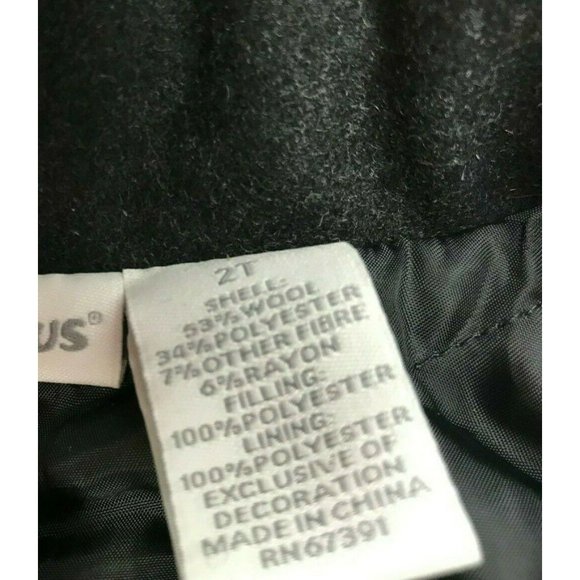 US®
2T
SHELL:
53%WOOL
34%POLYESTER
7%OTHER FIBRE
6%RAYON
FILLING:
100%POLYESTER
LINING:
100%POLYESTER
EXCLUSIVE OF
DECORATION
MADE IN CHINA
RN67391